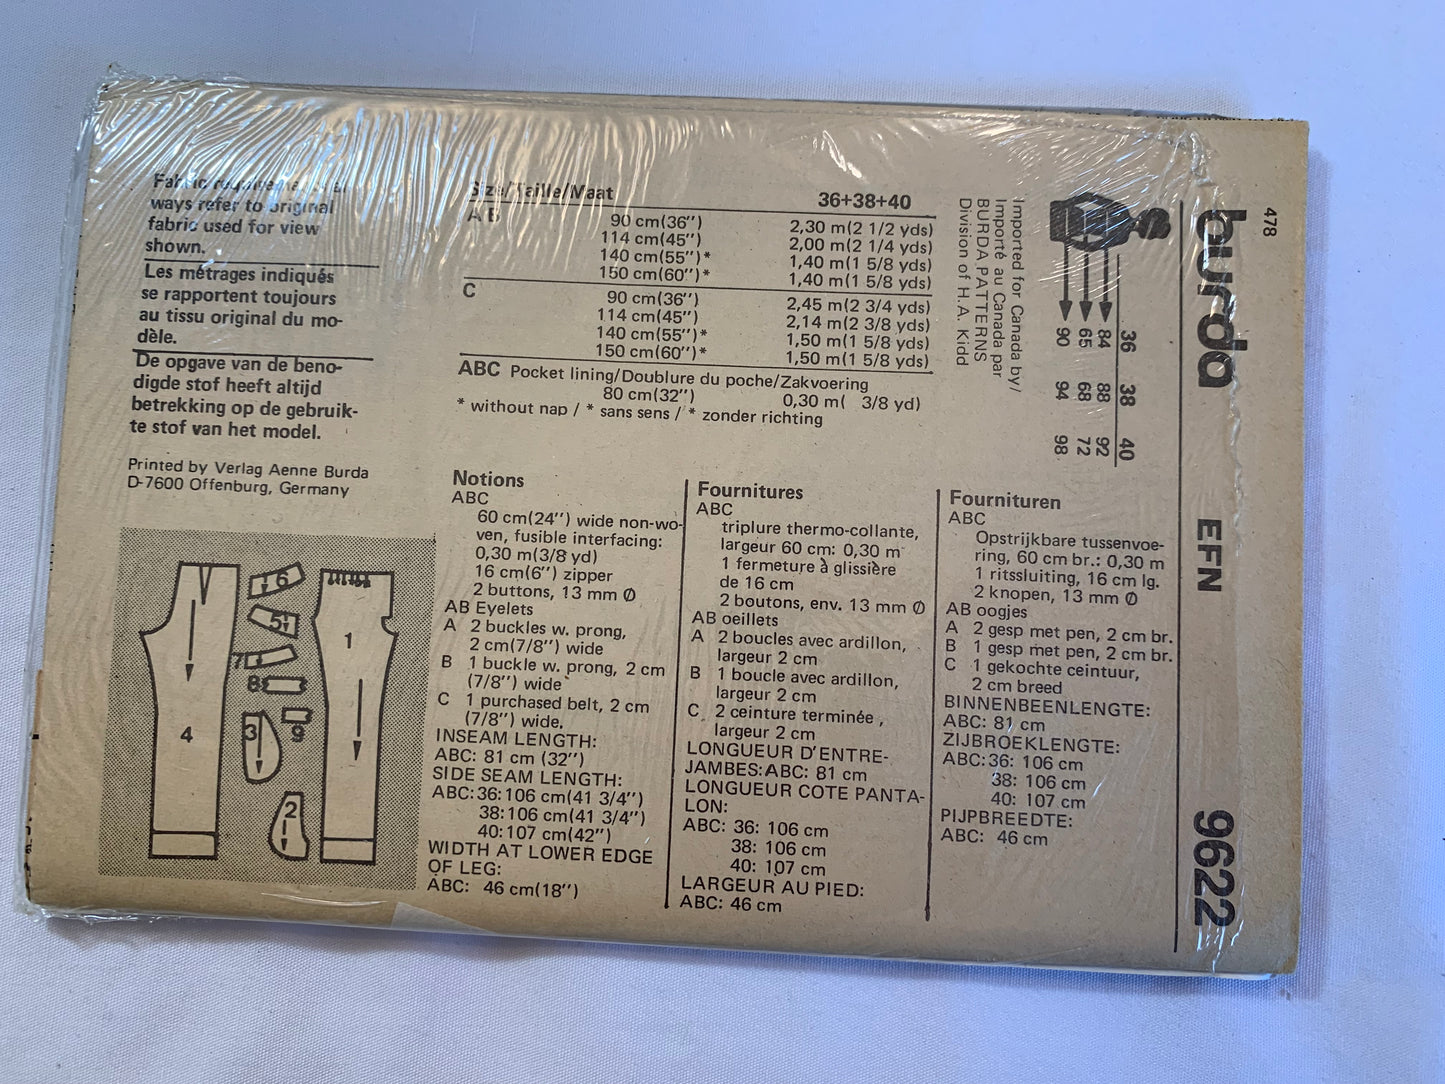 Fabric requirements al-
ways refer to original
fabric used for view
shown.
Les métrages indiqués
se rapportent toujours
au tissu original du mo-
dèle.
De opgave van de beno-
digde stof heeft altijd
betrekking op de gebruik-
te stof van het model.
Printed by Verlag Aenne Burda
D-7600 Offenburg, Germany
Size/Taille/Maat 36+38+40
A B 90 cm(36") 2,30 m(2 1/2 yds)
114 cm(45") 2,00 m(2 1/4 yds)
140 cm(55")* 1,40 m(1 5/8 yds)
150 cm(60")* 1,40 m(1 5/8 yds)
C 90 cm(36") 2,45 m(2 3/4 yds)
114 cm(45") 2,14 m(2 3/8 yds)
140 cm(55")* 1,50 m(1 5/8 yds)
150 cm(60")* 1,50 m(1 5/8 yds)
ABC Pocket lining/Doublure du poche/Zakvoering
80 cm(32") 0,30 m( 3/8 yd)
* without nap / * sans sens / * zonder richting
Notions
ABC
60 cm(24") wide non-wo-
ven, fusible interfacing:
0,30 m(3/8 yd)
16 cm(6") zipper
2 buttons, 13 mm Ø
AB Eyelets
A 2 buckles w. prong,
2 cm(7/8") wide
B 1 buckle w. prong, 2 cm
(7/8") wide
C 1 purchased belt, 2 cm
(7/8") wide.
INSEAM LENGTH:
ABC: 81 cm (32")
SIDE SEAM LENGTH:
ABC:36: 106 cm(41 3/4")
38: 106 cm(41 3/4")
40: 107 cm(42")
WIDTH AT LOWER EDGE
OF LEG:
ABC: 46 cm(18")
Fournitures
ABC
triplure thermo-collante,
largeur 60 cm: 0,30 m
1 fermeture à glissière
de 16 cm
2 boutons, env. 13 mm Ø
AB oeillets
A 2 boucles avec ardillon,
largeur 2 cm
B 1 boucle avec ardillon,
largeur 2 cm
C 2 ceinture terminée,
largeur 2 cm
LONGUEUR D'ENTRE-
JAMBES:ABC: 81 cm
LONGUEUR COTE PANTA-
LON:
ABC: 36: 106 cm
38: 106 cm
40: 107 cm
LARGEUR AU PIED:
ABC: 46 cm
Fournituren
ABC
Opstrijkbare tussenvoe-
ring, 60 cm br.: 0,30 m
1 ritssluiting, 16 cm lg.
2 knopen, 13 mm Ø
AB oogjes
A 2 gesp met pen, 2 cm br.
B 1 gesp met pen, 2 cm br.
C 1 gekochte ceintuur,
2 cm breed
BINNENBEENLENGTE:
ABC: 81 cm
ZIJBROEKLENGTE:
ABC:36: 106 cm
38: 106 cm
40: 107 cm
PIJPBREEDTE:
ABC: 46 cm
4
6
5
7
8
3
9
2
1
Imported for Canada by/
Importé au Canada par
BURDA PATTERNS
Division of H.A. Kidd
36 38 40
84 88 92
65 68 72
90 94 98
478
burda EFN 9622